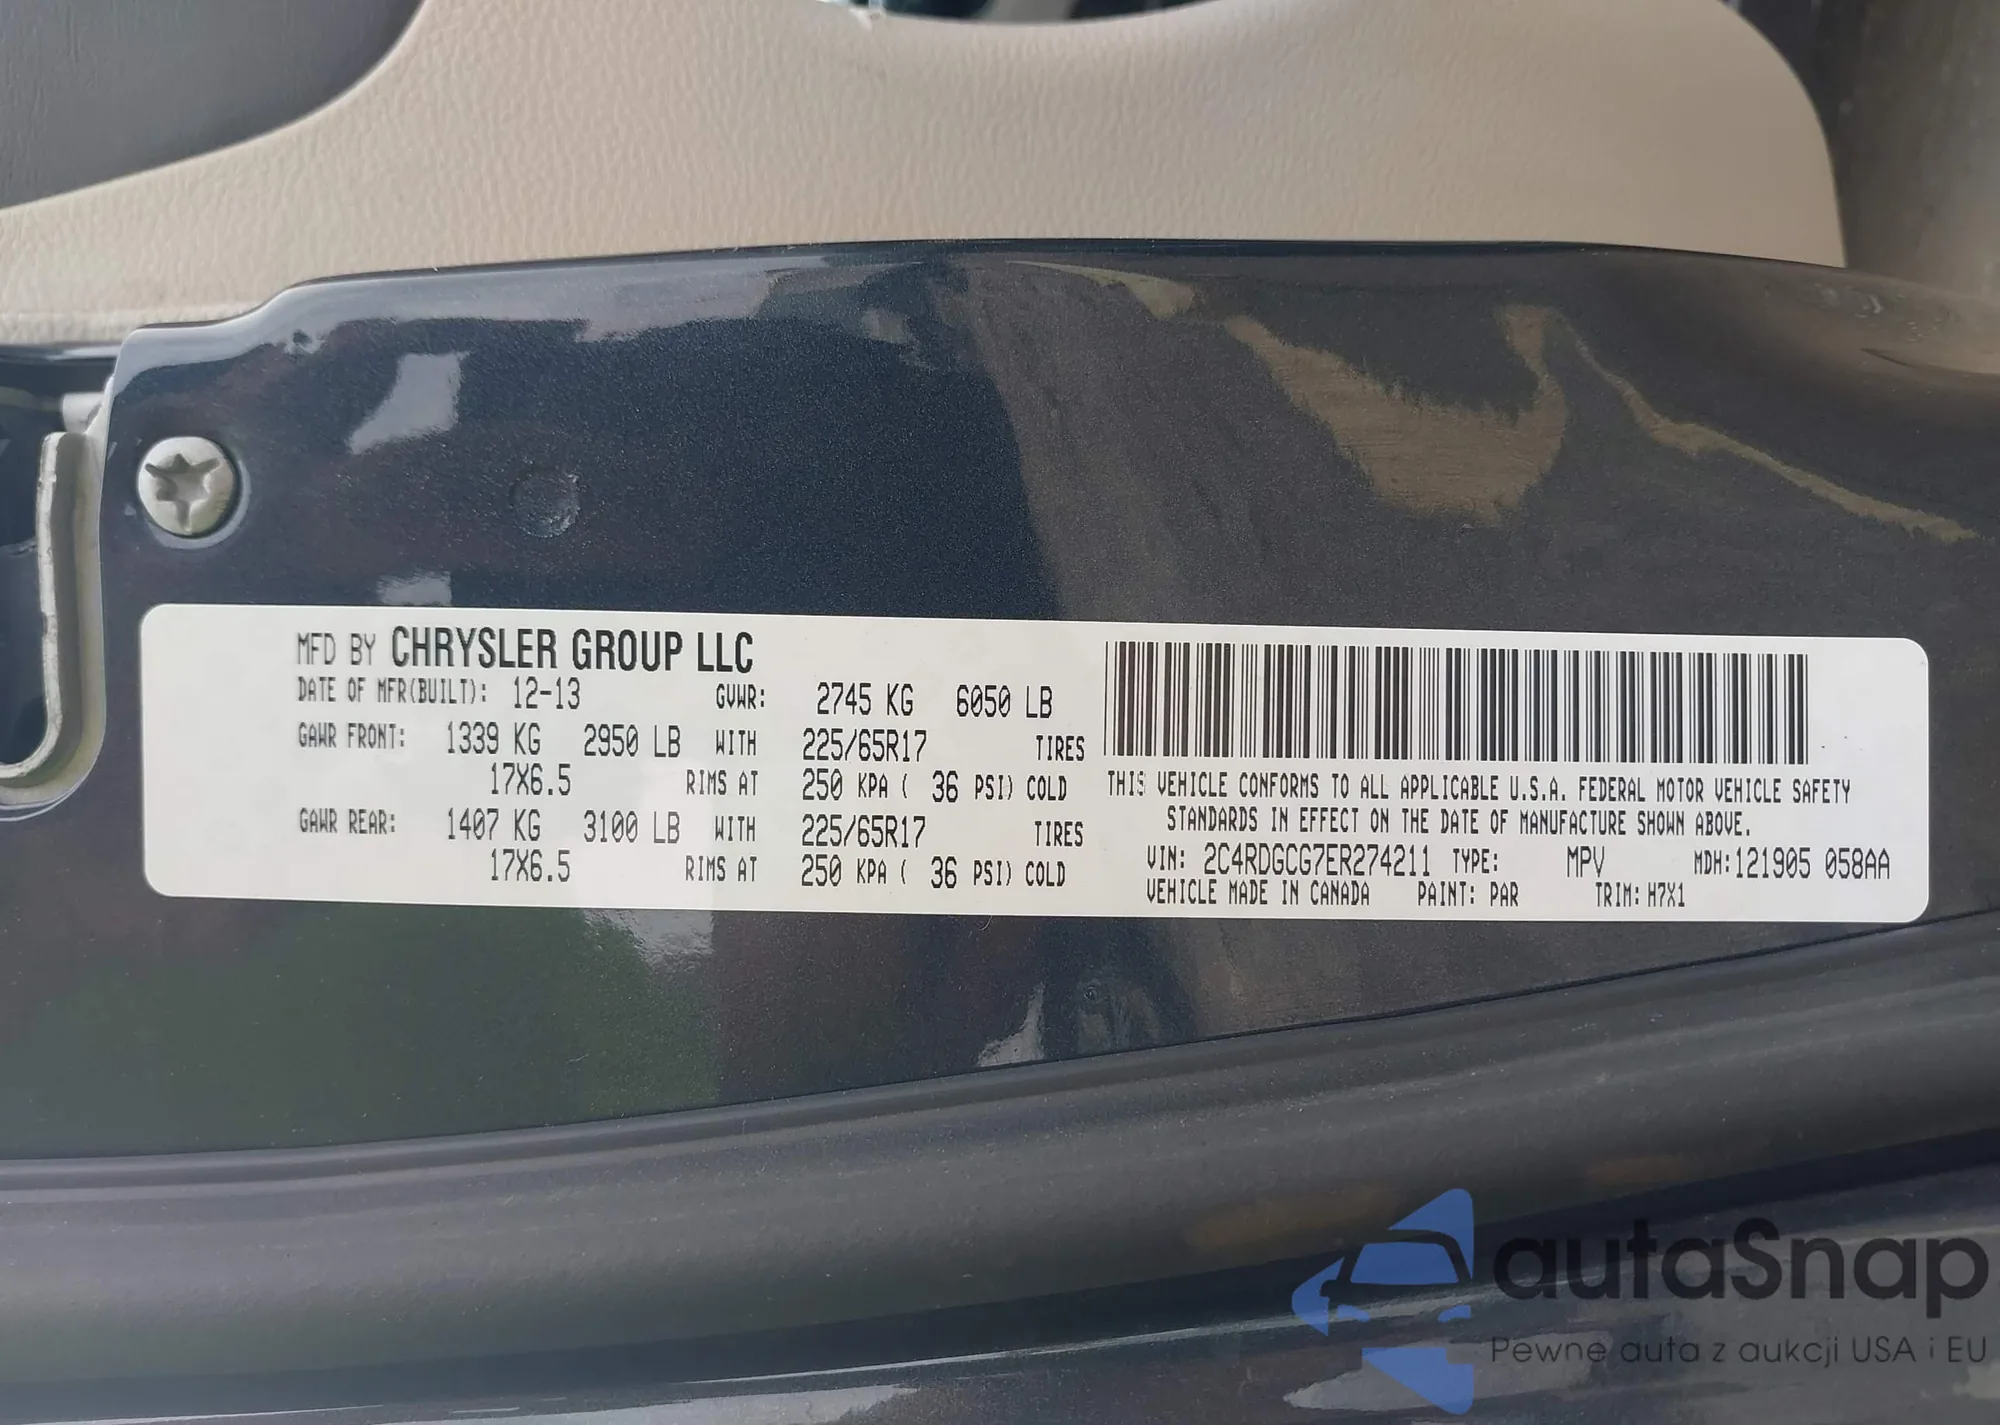 MFD BY CHRYSLER GROUP LLC
DATE OF MFR(BUILT): 12-13 GVWR: 2745 KG 6050 LB
GAWR FRONT: 1339 KG 2950 LB WITH 225/65R17 TIRES
17X6.5 RIMS AT 250 KPA ( 36 PSI) COLD
GAWR REAR: 1407 KG 3100 LB WITH 225/65R17 TIRES
17X6.5 RIMS AT 250 KPA ( 36 PSI) COLD
THIS VEHICLE CONFORMS TO ALL APPLICABLE U.S.A. FEDERAL MOTOR VEHICLE SAFETY
STANDARDS IN EFFECT ON THE DATE OF MANUFACTURE SHOWN ABOVE.
VIN: 2C4RDGCG7ER274211 TYPE: MPV MDH:121905 058AA
VEHICLE MADE IN CANADA PAINT: PAR TRIM: H7X1
autaSnap
Pewne auta z aukcji USA i EU